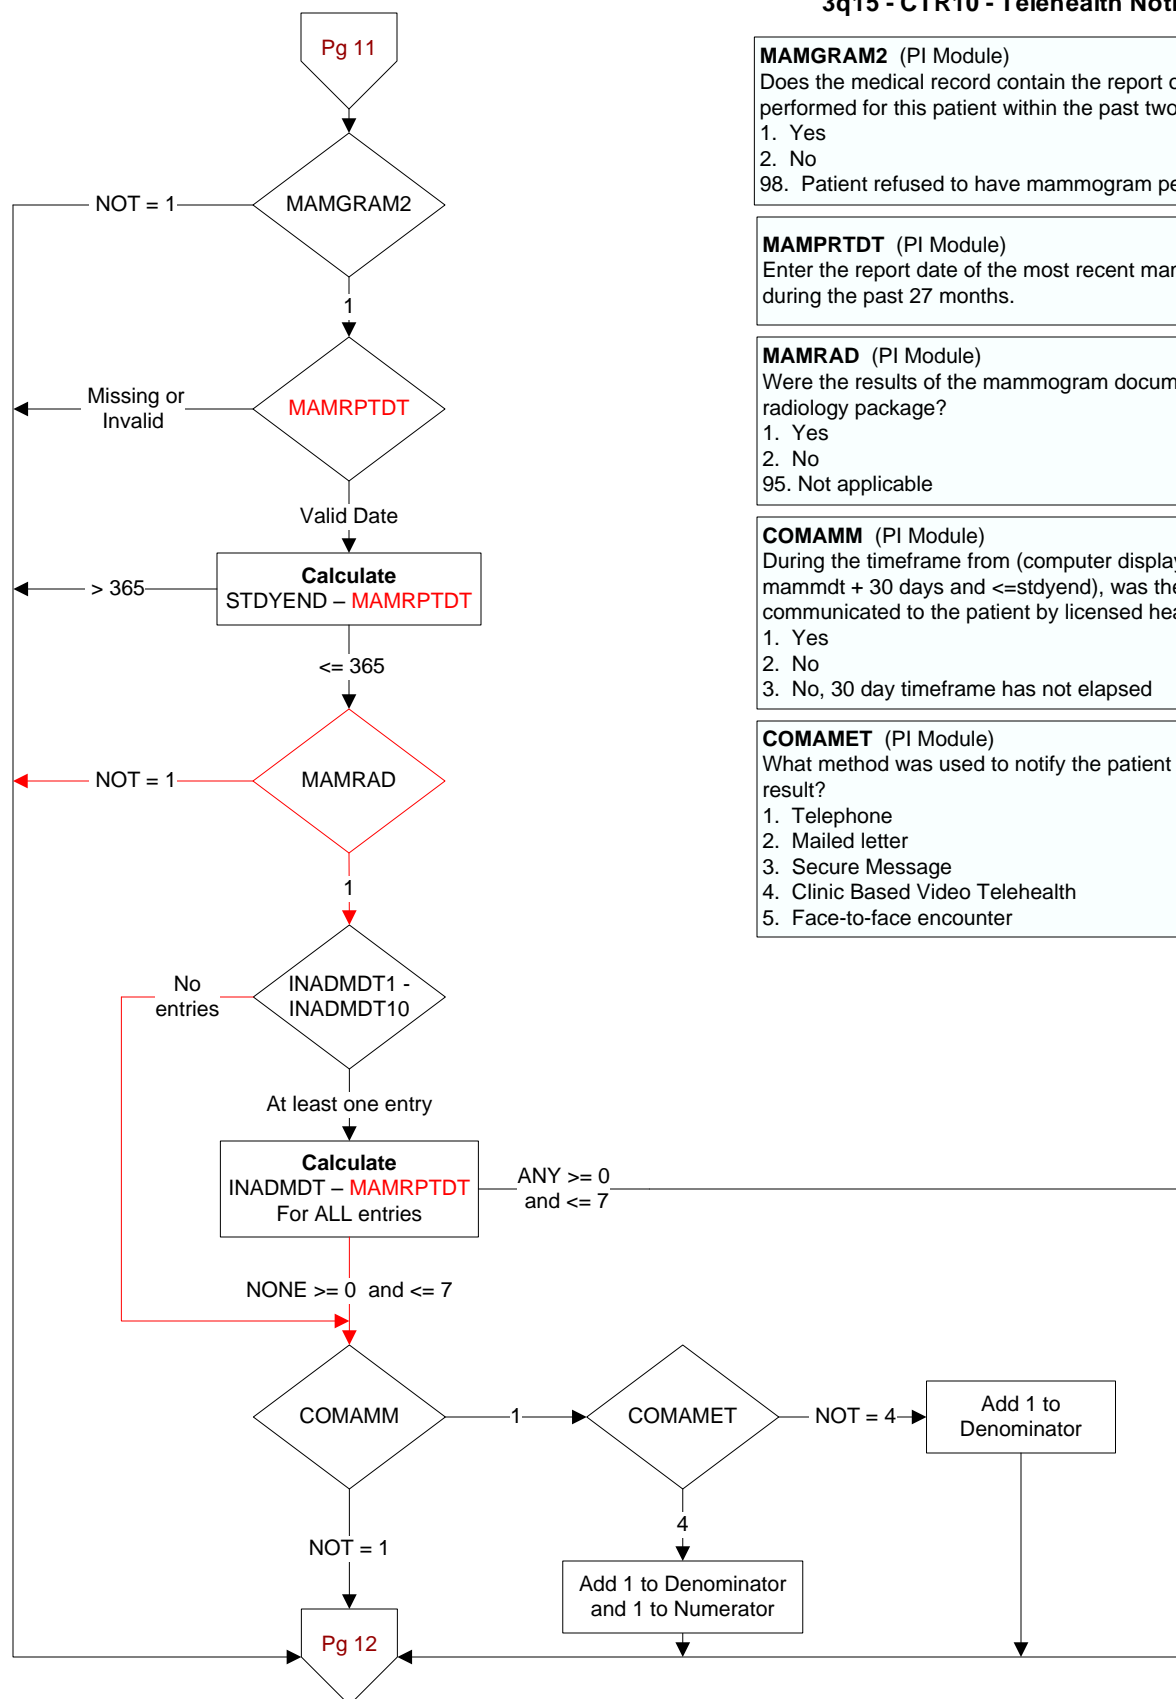 3q15 - CTR10 - Telehealth
Pg 11
MAMGRAM2 (PI Module)
Does the medical record contain the report
performed for this patient within the past two
1. Yes
2. No
98. Patient refused to have mammogram
NOT = 1
MAMGRAM2
1
MAMPRTDT (PI Module)
Enter the report date of the most recent
during the past 27 months.
Missing or
Invalid
MAMRPTDT
MAMRAD (PI Module)
Were the results of the mammogram
radiology package?
1. Yes
2. No
95. Not applicable
Valid Date
Calculate
STDYEND – MAMRPTDT
> 365
<= 365
COMAMM (PI Module)
During the timeframe from (computer display
mammdt + 30 days and <=stdyend), was the
communicated to the patient by licensed
1. Yes
2. No
3. No, 30 day timeframe has not elapsed
NOT = 1
MAMRAD
1
COMAMET (PI Module)
What method was used to notify the patient
result?
1. Telephone
2. Mailed letter
3. Secure Message
4. Clinic Based Video Telehealth
5. Face-to-face encounter
No
entries
INADMDT1 -
INADMDT10
At least one entry
Calculate
INADMDT – MAMRPTDT
For ALL entries
ANY >= 0
and <= 7
NONE >= 0 and <= 7
COMAMM
1
COMAMET
NOT = 4
Add 1 to
Denominator
NOT = 1
4
Add 1 to Denominator
and 1 to Numerator
Pg 12